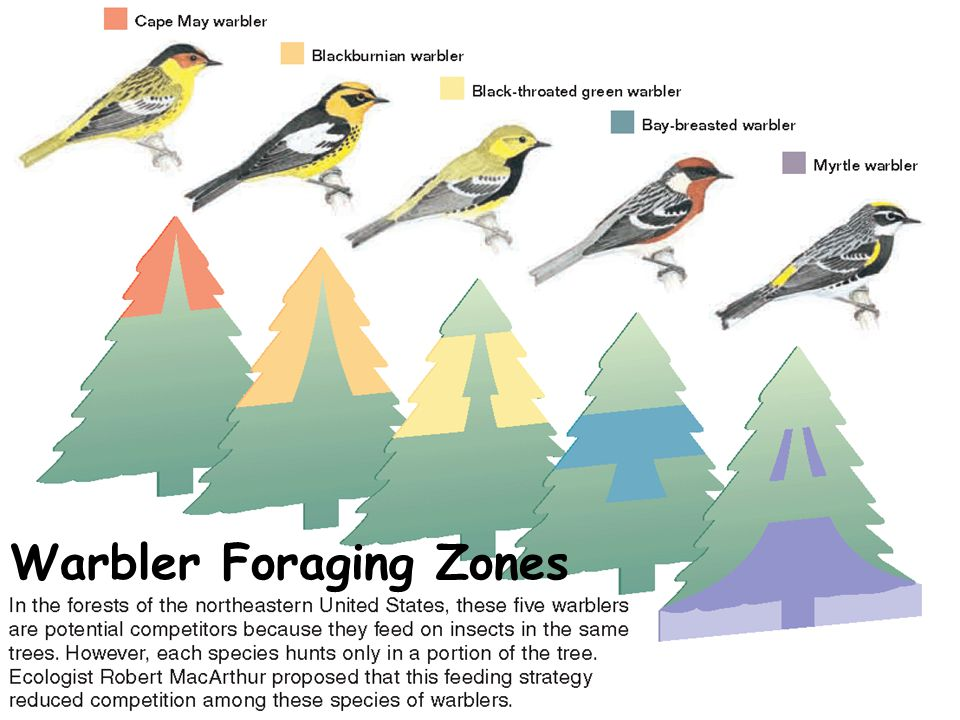 Cape May warbler
Blackburnian warbler
Black-throated green warbler
Bay-breasted warbler
Myrtle warbler
Warbler Foraging Zones
In the forests of the northeastern United States, these five warblers
are potential competitors because they feed on insects in the same
trees. However, each species hunts only in a portion of the tree.
Ecologist Robert MacArthur proposed that this feeding strategy
reduced competition among these species of warblers.